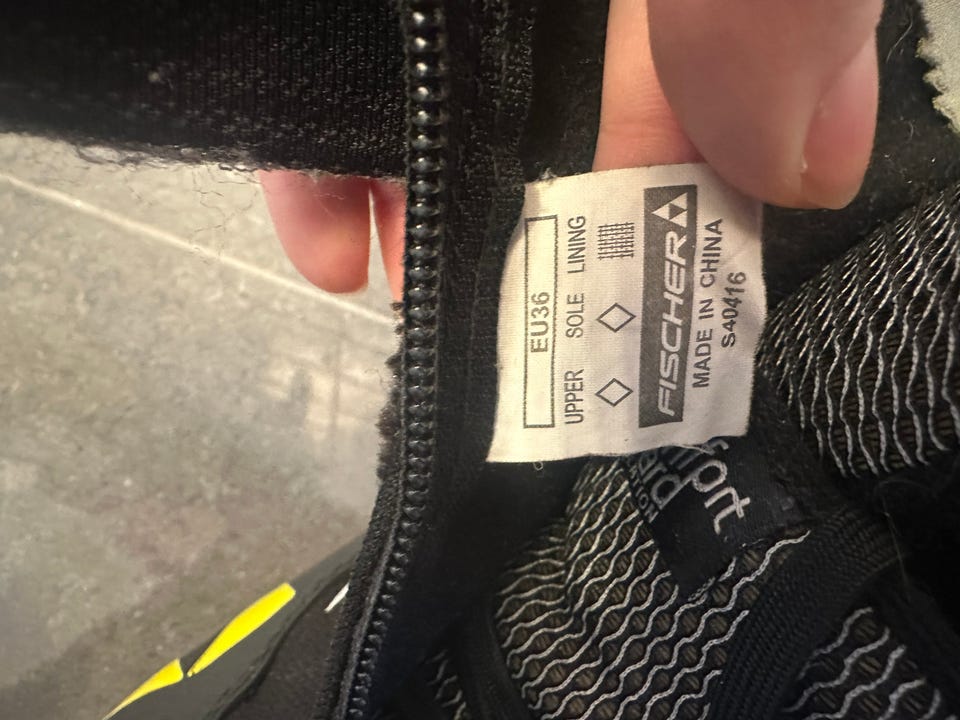 EU36
UPPER SOLE LINING
FISCHER
MADE IN CHINA
S40416